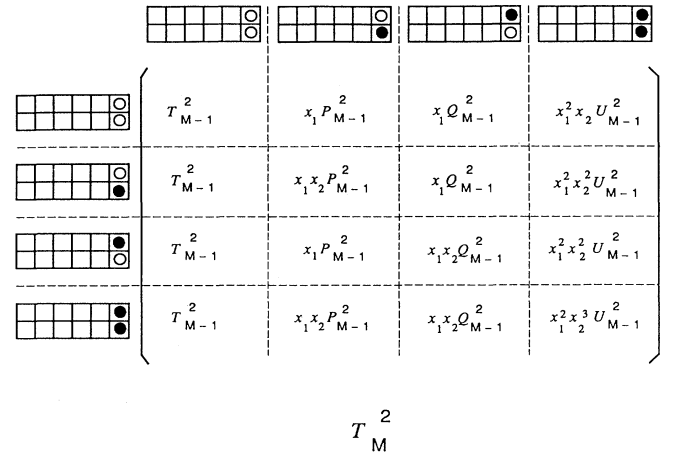 T²_{M-1} x₁P²_{M-1} x₁Q²_{M-1} x₁²x₂U²_{M-1}
T²_{M-1} x₁x₂P²_{M-1} x₁Q²_{M-1} x₁²x₂²U²_{M-1}
T²_{M-1} x₁P²_{M-1} x₁x₂Q²_{M-1} x₁²x₂²U²_{M-1}
T²_{M-1} x₁x₂P²_{M-1} x₁x₂Q²_{M-1} x₁²x₂³U²_{M-1}
T²_M